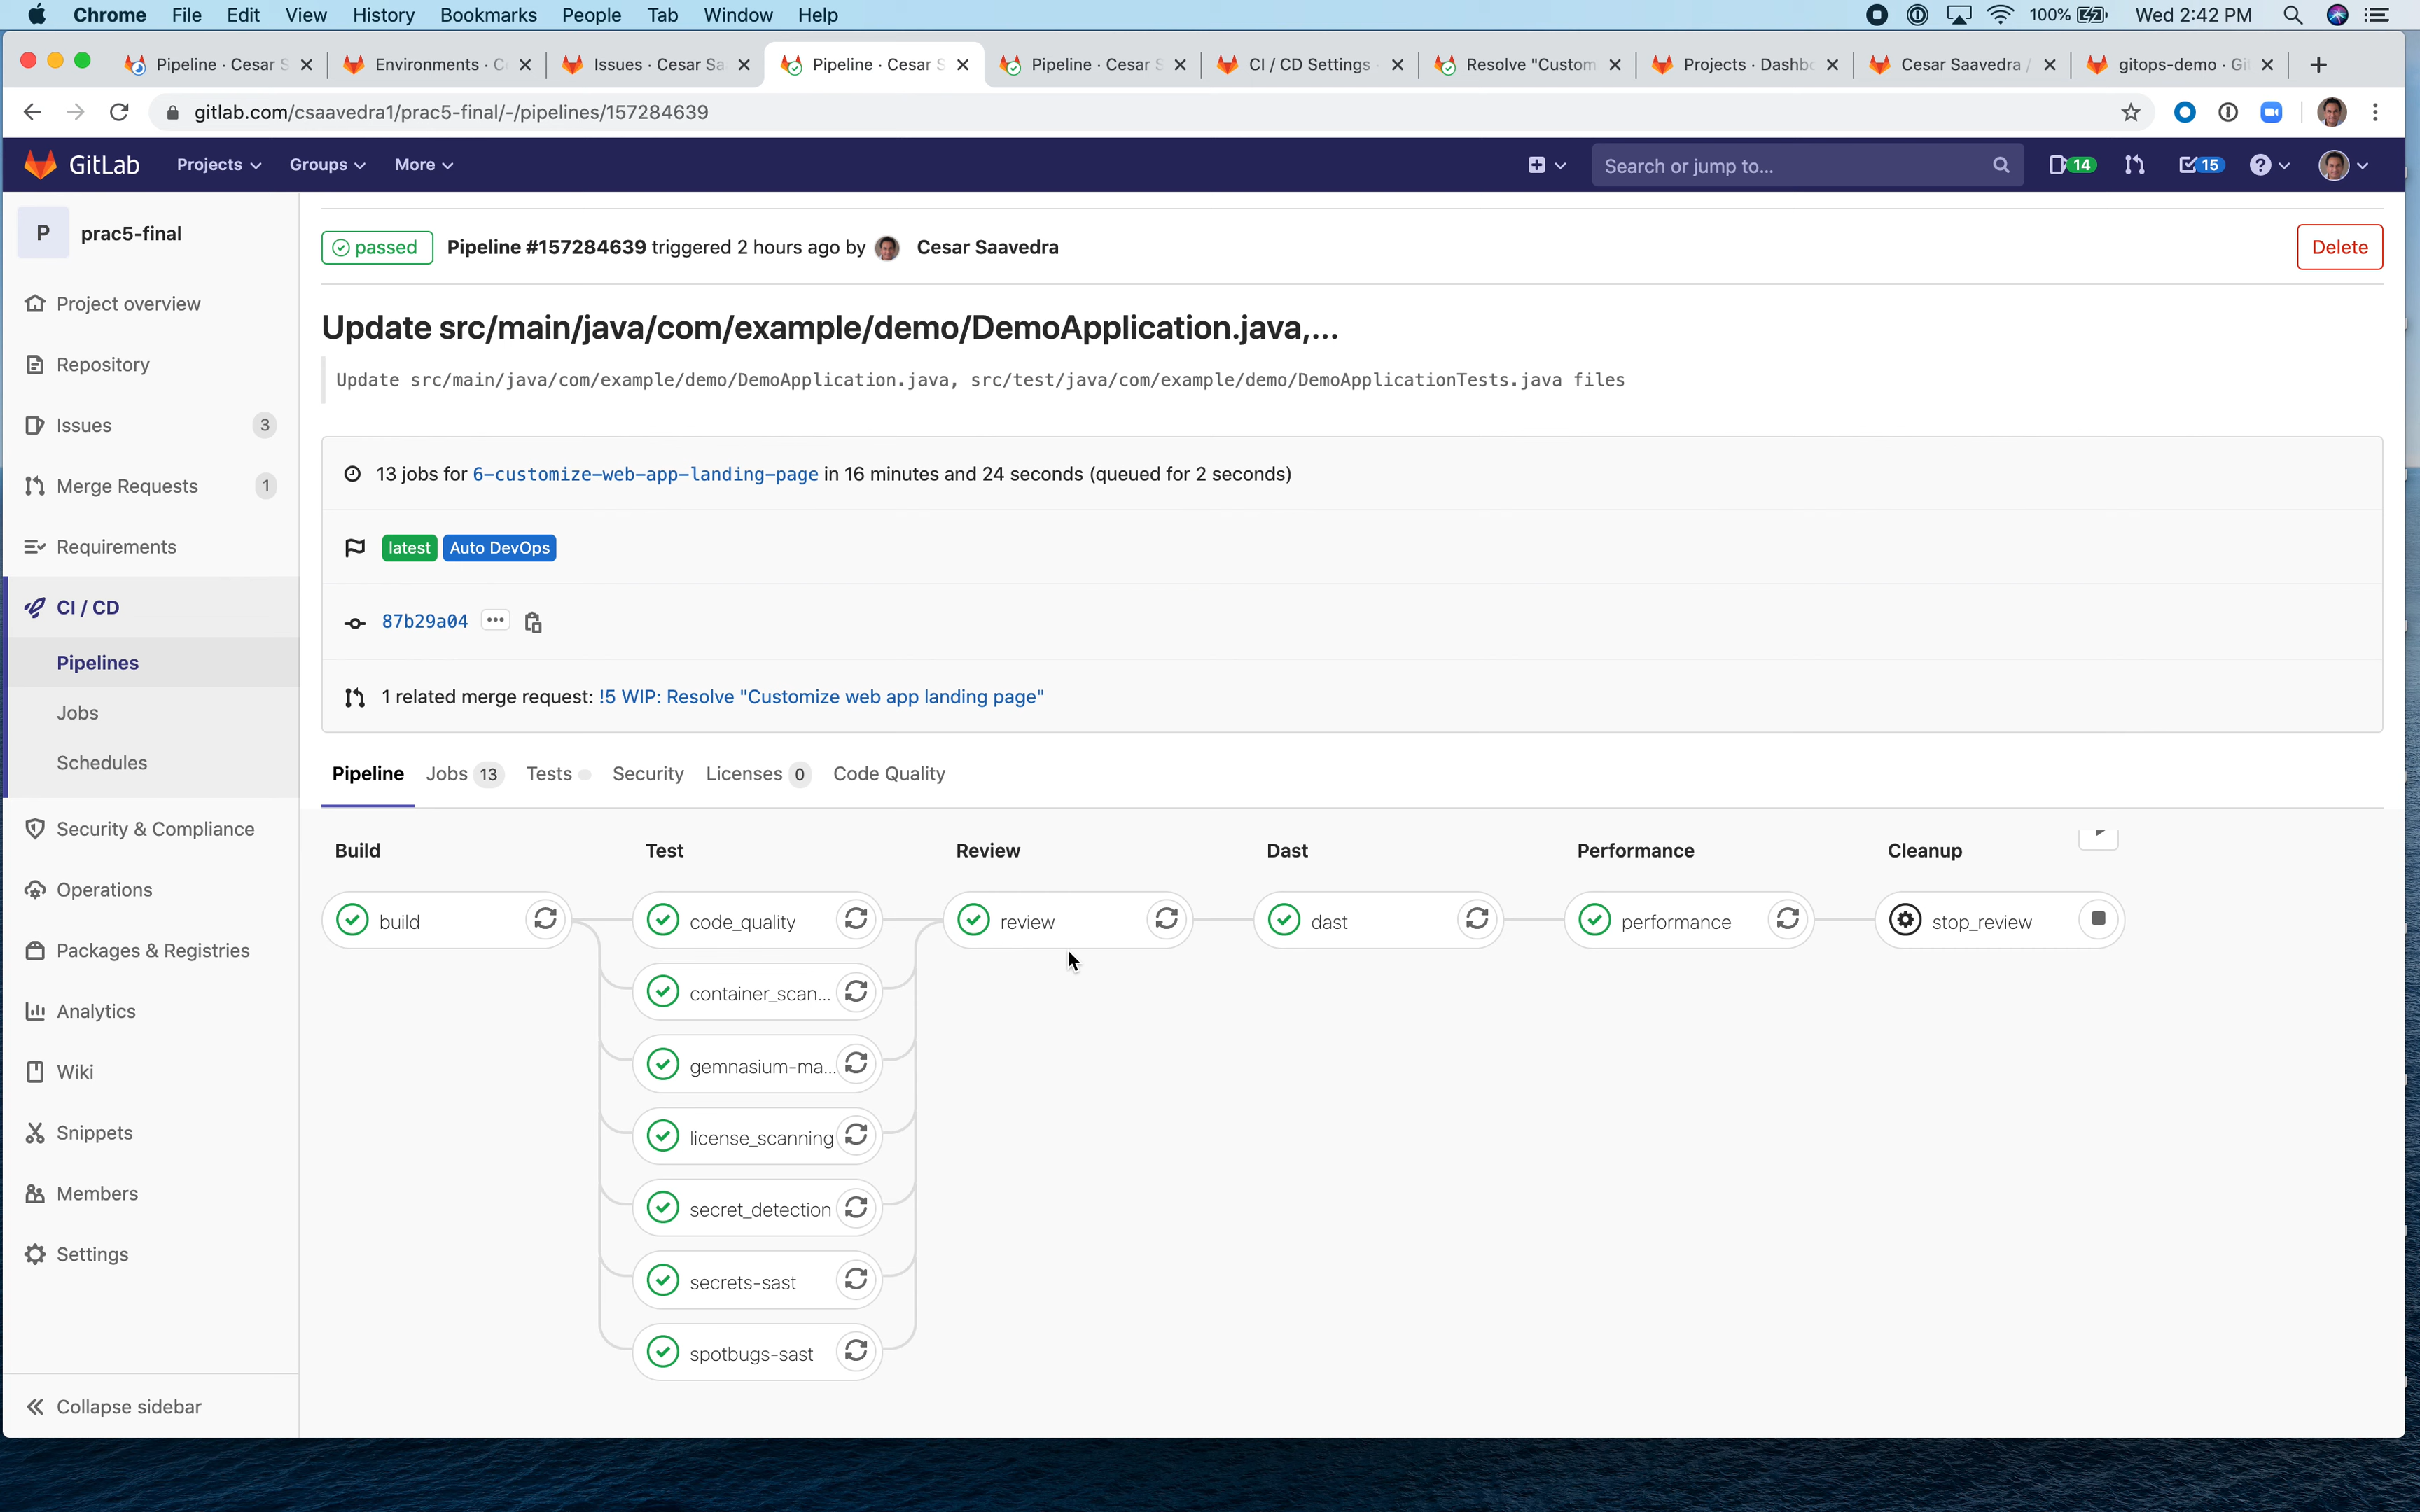 Chrome File Edit View History Bookmarks People Tab Window Help 100% Wed 2:42 PM
Pipeline · Cesar S Environments · C Issues · Cesar Sa Pipeline · Cesar S Pipeline · Cesar S CI / CD Settings · Resolve "Custom Projects · Dashbo Cesar Saavedra / gitops-demo · Git
gitlab.com/csaavedra1/prac5-final/-/pipelines/157284639
GitLab Projects Groups More Search or jump to... 14 15
P prac5-final
Project overview
Repository
Issues 3
Merge Requests 1
Requirements
CI / CD
Pipelines
Jobs
Schedules
Security & Compliance
Operations
Packages & Registries
Analytics
Wiki
Snippets
Members
Settings
Collapse sidebar
passed Pipeline #157284639 triggered 2 hours ago by Cesar Saavedra Delete
Update src/main/java/com/example/demo/DemoApplication.java,...
Update src/main/java/com/example/demo/DemoApplication.java, src/test/java/com/example/demo/DemoApplicationTests.java files
13 jobs for 6-customize-web-app-landing-page in 16 minutes and 24 seconds (queued for 2 seconds)
latest Auto DevOps
87b29a04 ...
1 related merge request: !5 WIP: Resolve "Customize web app landing page"
Pipeline Jobs 13 Tests Security Licenses 0 Code Quality
Build Test Review Dast Performance Cleanup
build code_quality review dast performance stop_review
container_scan...
gemnasium-ma...
license_scanning
secret_detection
secrets-sast
spotbugs-sast